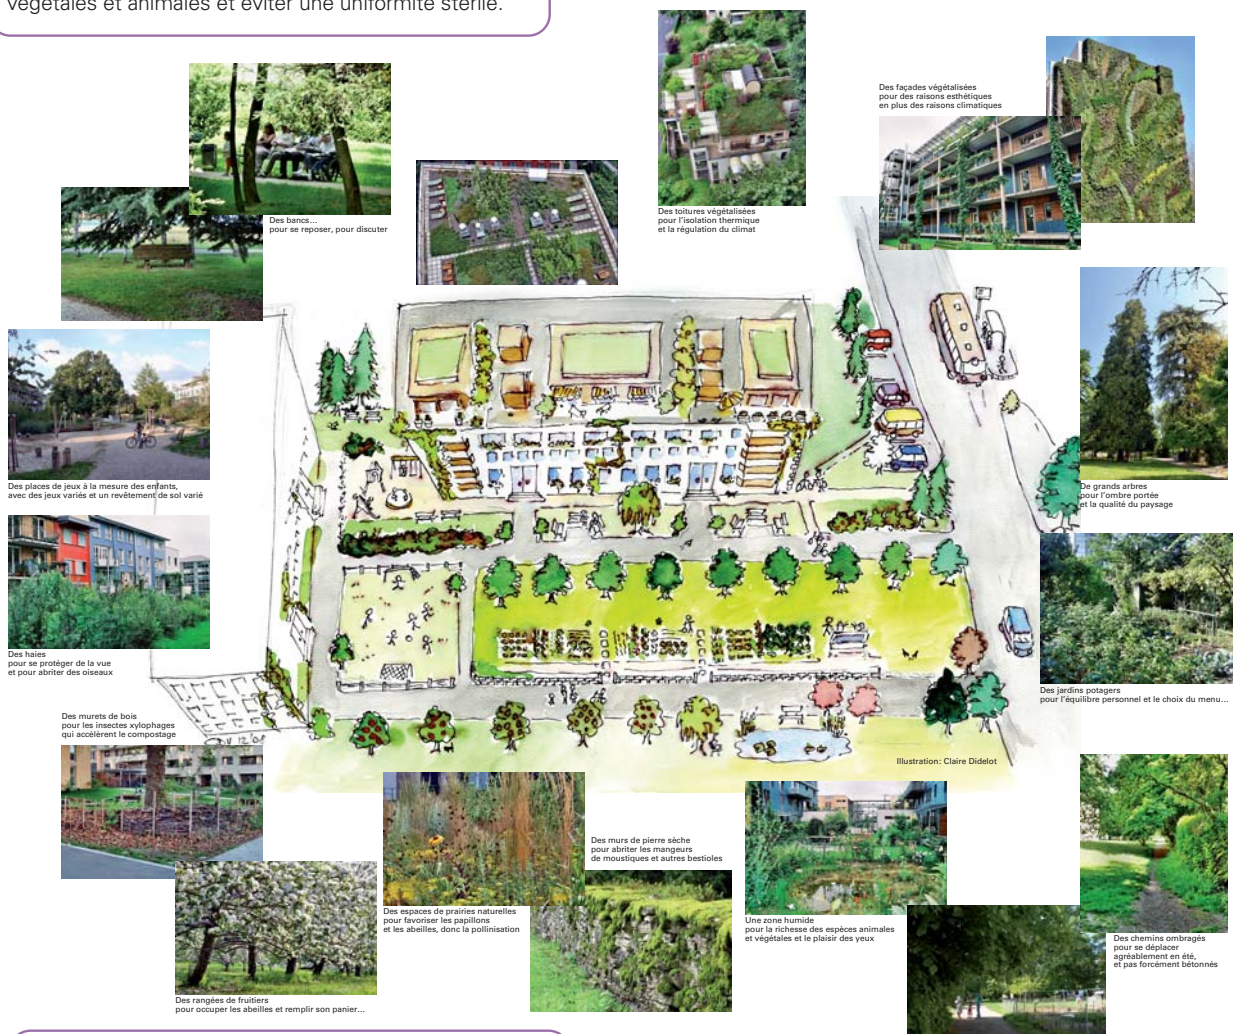 végétales et animales et éviter une uniformité stérile.
Des façades végétalisées
pour des raisons esthétiques
en plus des raisons climatiques
Des toitures végétalisées
pour l'isolation thermique
et la régulation du climat
Des bancs...
pour se reposer, pour discuter
Des places de jeux à la mesure des enfants,
avec des jeux variés et un revêtement de sol varié
De grands arbres
pour l'ombre portée
et la qualité du paysage
Des haies
pour se protéger de la vue
et pour abriter des oiseaux
Des jardins potagers
pour l'équilibre personnel et le choix du menu...
Des murets de bois
pour les insectes xylophages
qui accélèrent le compostage
Illustration: Claire Didelot
Des murs de pierre sèche
pour abriter les mangeurs
de moustiques et autres bestioles
Des espaces de prairies naturelles
pour favoriser les papillons
et les abeilles, donc la pollinisation
Une zone humide
pour la richesse des espèces animales
et végétales et le plaisir des yeux
Des chemins ombragés
pour se déplacer
agréablement en été,
et pas forcément bétonnés
Des rangées de fruitiers
pour occuper les abeilles et remplir son panier...